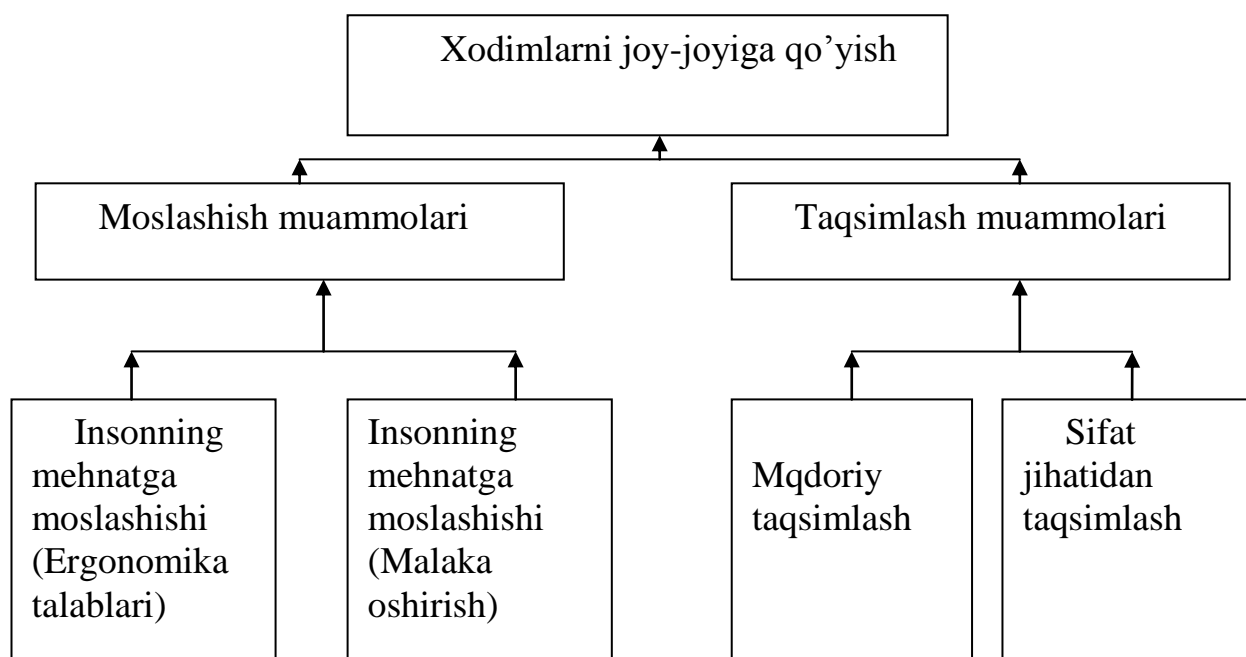 Xodimlarni joy-joyiga qo’yish
Moslashish muammolari
Taqsimlash muammolari
Insonning
mehnatga
moslashishi
(Ergonomika
talablari)
Insonning
mehnatga
moslashishi
(Malaka
oshirish)
Mqdoriy
taqsimlash
Sifat
jihatidan
taqsimlash